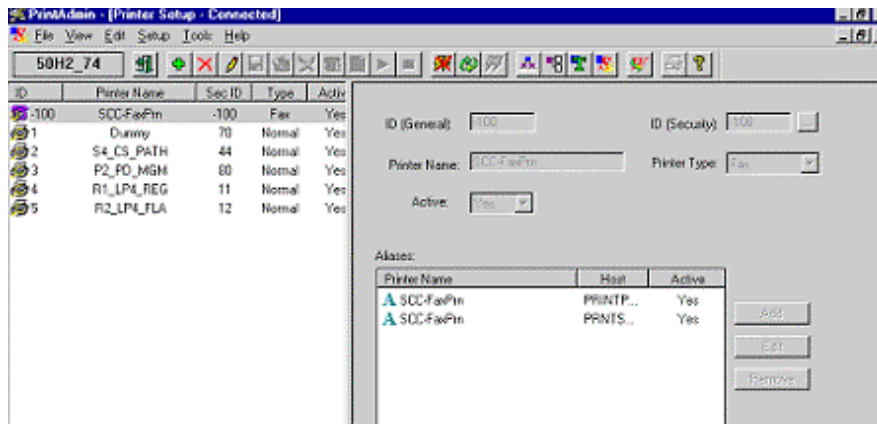 PrintAdmin - [Printer Setup - Connected]
File View Edit Setup Tools Help
50H2_74
ID Printer Name Sec ID Type Activ
-100 SCC-FaxPrn -100 Fax Yes
1 Dummy 70 Normal Yes
2 S4_CS_PATH 44 Normal Yes
3 P2_PO_MGM 80 Normal Yes
4 R1_LP4_REG 11 Normal Yes
5 R2_LP4_FLA 12 Normal Yes
ID (General): -100 ID (Security): -100 ...
Printer Name: SCC-FaxPrn Printer Type: Fax
Active: Yes
Aliases:
Printer Name Host Active
SCC-FaxPrn PRINTP... Yes
SCC-FaxPrn PRNTS... Yes
Add
Edit
Remove